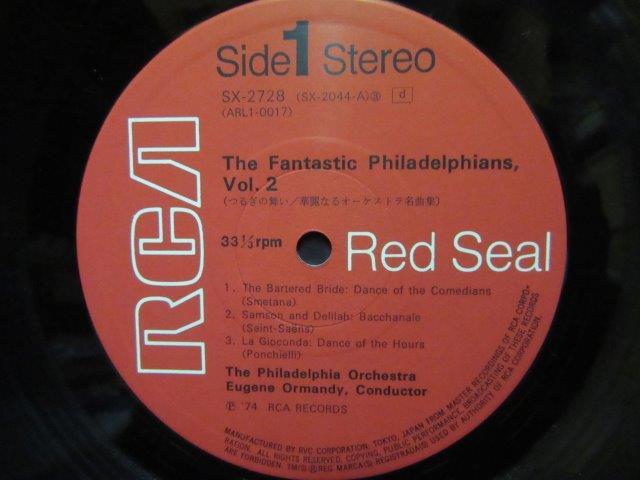 Side 1 Stereo
SX-2728 (SX-2044-A)Ⓡ d
(ARL1-0017)
The Fantastic Philadelphians,
Vol. 2
(つるぎの舞い／華麗なるオーケストラ名曲集)
33⅓rpm
RCA
Red Seal
1. The Bartered Bride: Dance of the Comedians
(Smetana)
2. Samson and Delilah: Bacchanale
(Saint-Saëns)
3. La Gioconda: Dance of the Hours
(Ponchielli)
The Philadelphia Orchestra
Eugene Ormandy, Conductor
Ⓟ '74 RCA RECORDS
MANUFACTURED BY RVC CORPORATION, TOKYO, JAPAN FROM MASTER RECORDINGS OF RCA CORPO-
RATION. ALL RIGHTS RESERVED, COPYING, PUBLIC PERFORMANCE, BROADCASTING OF THESE RECORDS
ARE FORBIDDEN. TM(S)ⓇREG MARCA(S) REGISTRADA(S) USED BY AUTHORITY OF RCA CORPORATION.